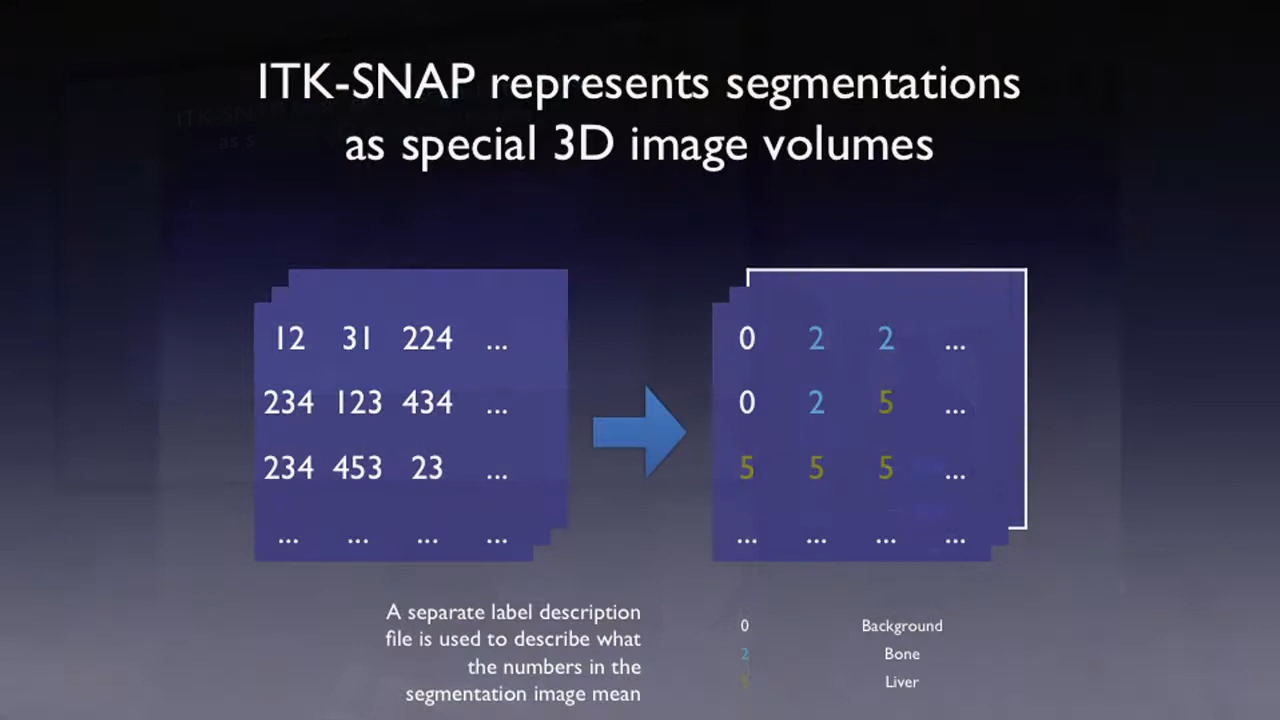 ITK-SNAP represents segmentations
as special 3D image volumes
12 31 224 ...
234 123 434 ...
234 453 23 ...
... ... ... ...
0 2 2 ...
0 2 5 ...
5 5 5 ...
... ... ... ...
A separate label description
file is used to describe what
the numbers in the
segmentation image mean
0 Background
2 Bone
5 Liver